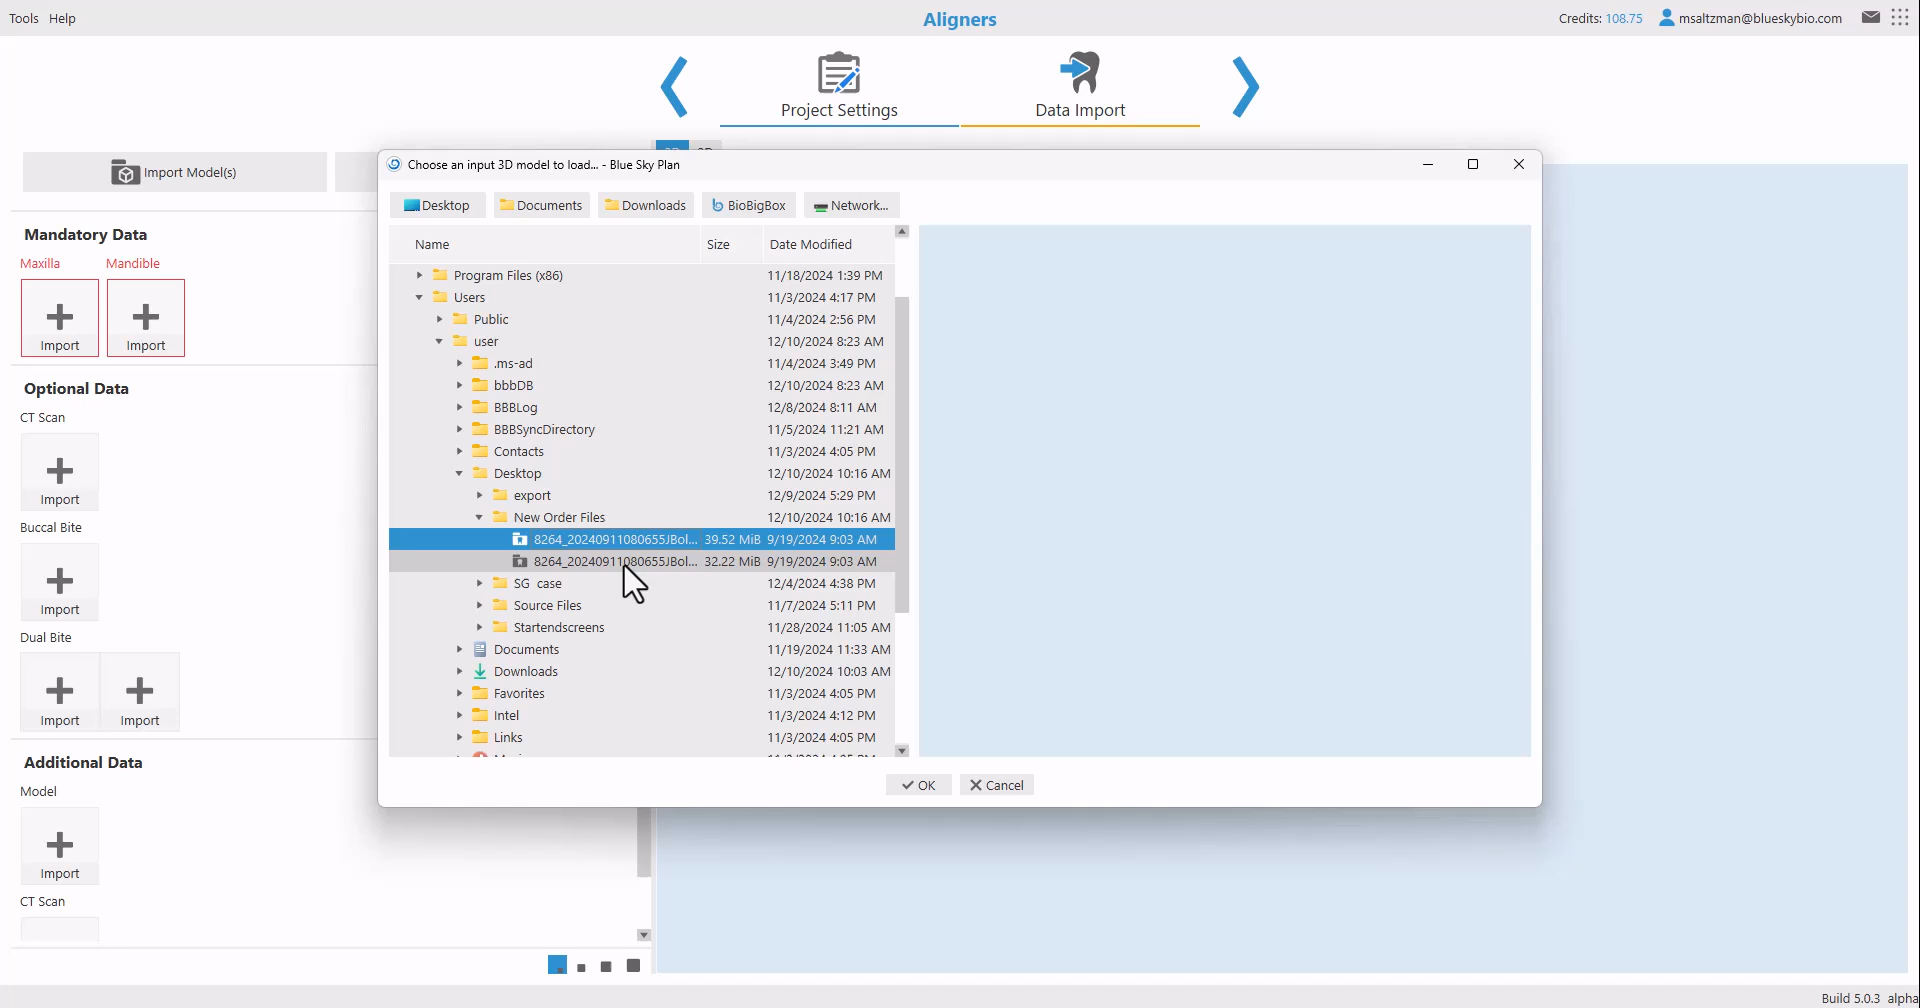 Tools Help
Aligners
Credits: 108.75 msaltzman@blueskybio.com
Project Settings
Data Import
Import Model(s)
Mandatory Data
Maxilla Mandible
Import Import
Optional Data
CT Scan
Import
Buccal Bite
Import
Dual Bite
Import Import
Additional Data
Model
Import
CT Scan
Choose an input 3D model to load... - Blue Sky Plan
Desktop Documents Downloads BioBigBox Network...
Name Size Date Modified
Program Files (x86) 11/18/2024 1:39 PM
Users 11/3/2024 4:17 PM
Public 11/4/2024 2:56 PM
user 12/10/2024 8:23 AM
.ms-ad 11/4/2024 3:49 PM
bbbDB 12/10/2024 8:23 AM
BBBLog 12/8/2024 8:11 AM
BBBSyncDirectory 11/5/2024 11:21 AM
Contacts 11/3/2024 4:05 PM
Desktop 12/10/2024 10:16 AM
export 12/9/2024 5:29 PM
New Order Files 12/10/2024 10:16 AM
8264_20240911080655JBol... 39.52 MiB 9/19/2024 9:03 AM
8264_20240911080655JBol... 32.22 MiB 9/19/2024 9:03 AM
SG case 12/4/2024 4:38 PM
Source Files 11/7/2024 5:11 PM
Startendscreens 11/28/2024 11:05 AM
Documents 11/19/2024 11:33 AM
Downloads 12/10/2024 10:03 AM
Favorites 11/3/2024 4:05 PM
Intel 11/3/2024 4:12 PM
Links 11/3/2024 4:05 PM
OK Cancel
Build 5.0.3 alpha